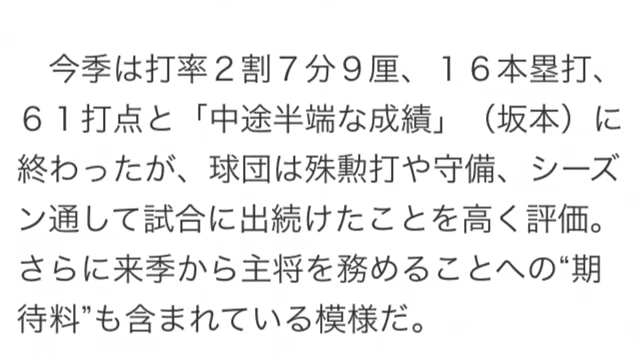 今季は打率２割７分９厘、１６本塁打、
６１打点と「中途半端な成績」（坂本）に
終わったが、球団は殊勲打や守備、シーズ
ン通して試合に出続けたことを高く評価。
さらに来季から主将を務めることへの“期
待料”も含まれている模様だ。